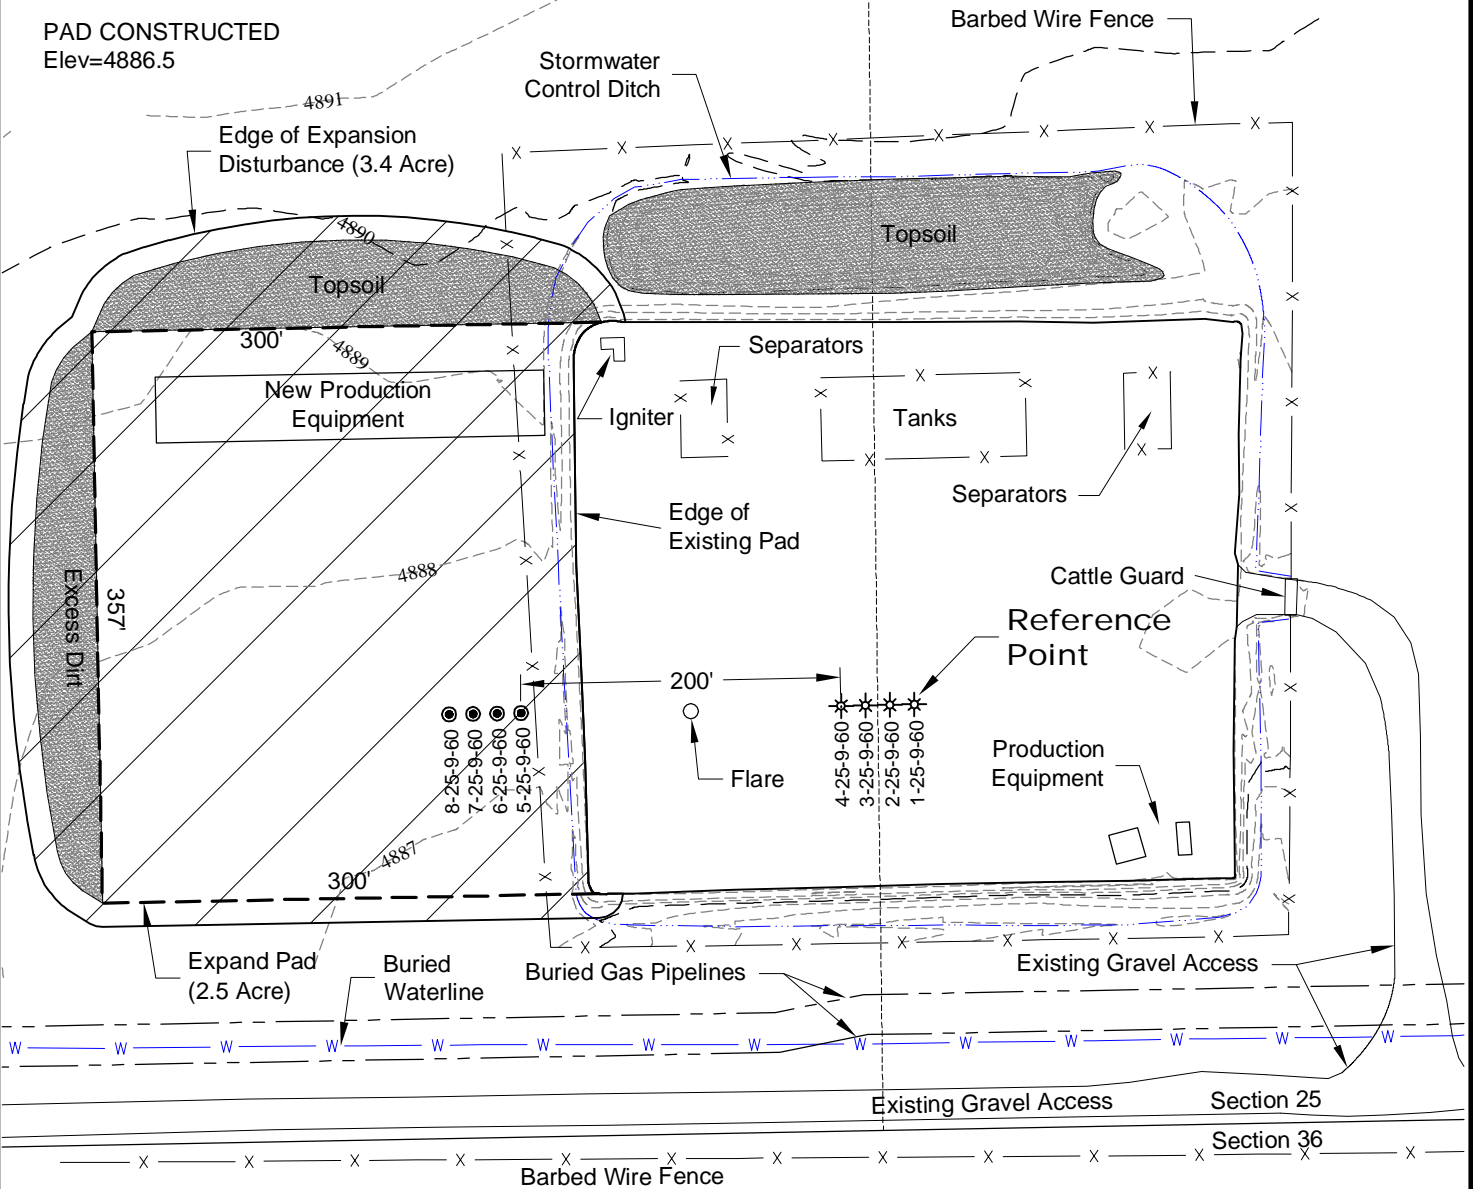 PAD CONSTRUCTED
Elev=4886.5
Barbed Wire Fence
Stormwater
Control Ditch
4891
Edge of Expansion
Disturbance (3.4 Acre)
4890
Topsoil
Topsoil
300'
4889
Separators
New Production
Equipment
Igniter
Tanks
Separators
Edge of
Existing Pad
4888
Cattle Guard
Excess Dirt
357'
Reference
Point
200'
8-25-9-60
7-25-9-60
6-25-9-60
5-25-9-60
4-25-9-60
3-25-9-60
2-25-9-60
1-25-9-60
Flare
Production
Equipment
4887
300'
Expand Pad
(2.5 Acre)
Buried
Waterline
Buried Gas Pipelines
Existing Gravel Access
W W W W W W W W W W W W W W
Existing Gravel Access
Section 25
Section 36
Barbed Wire Fence